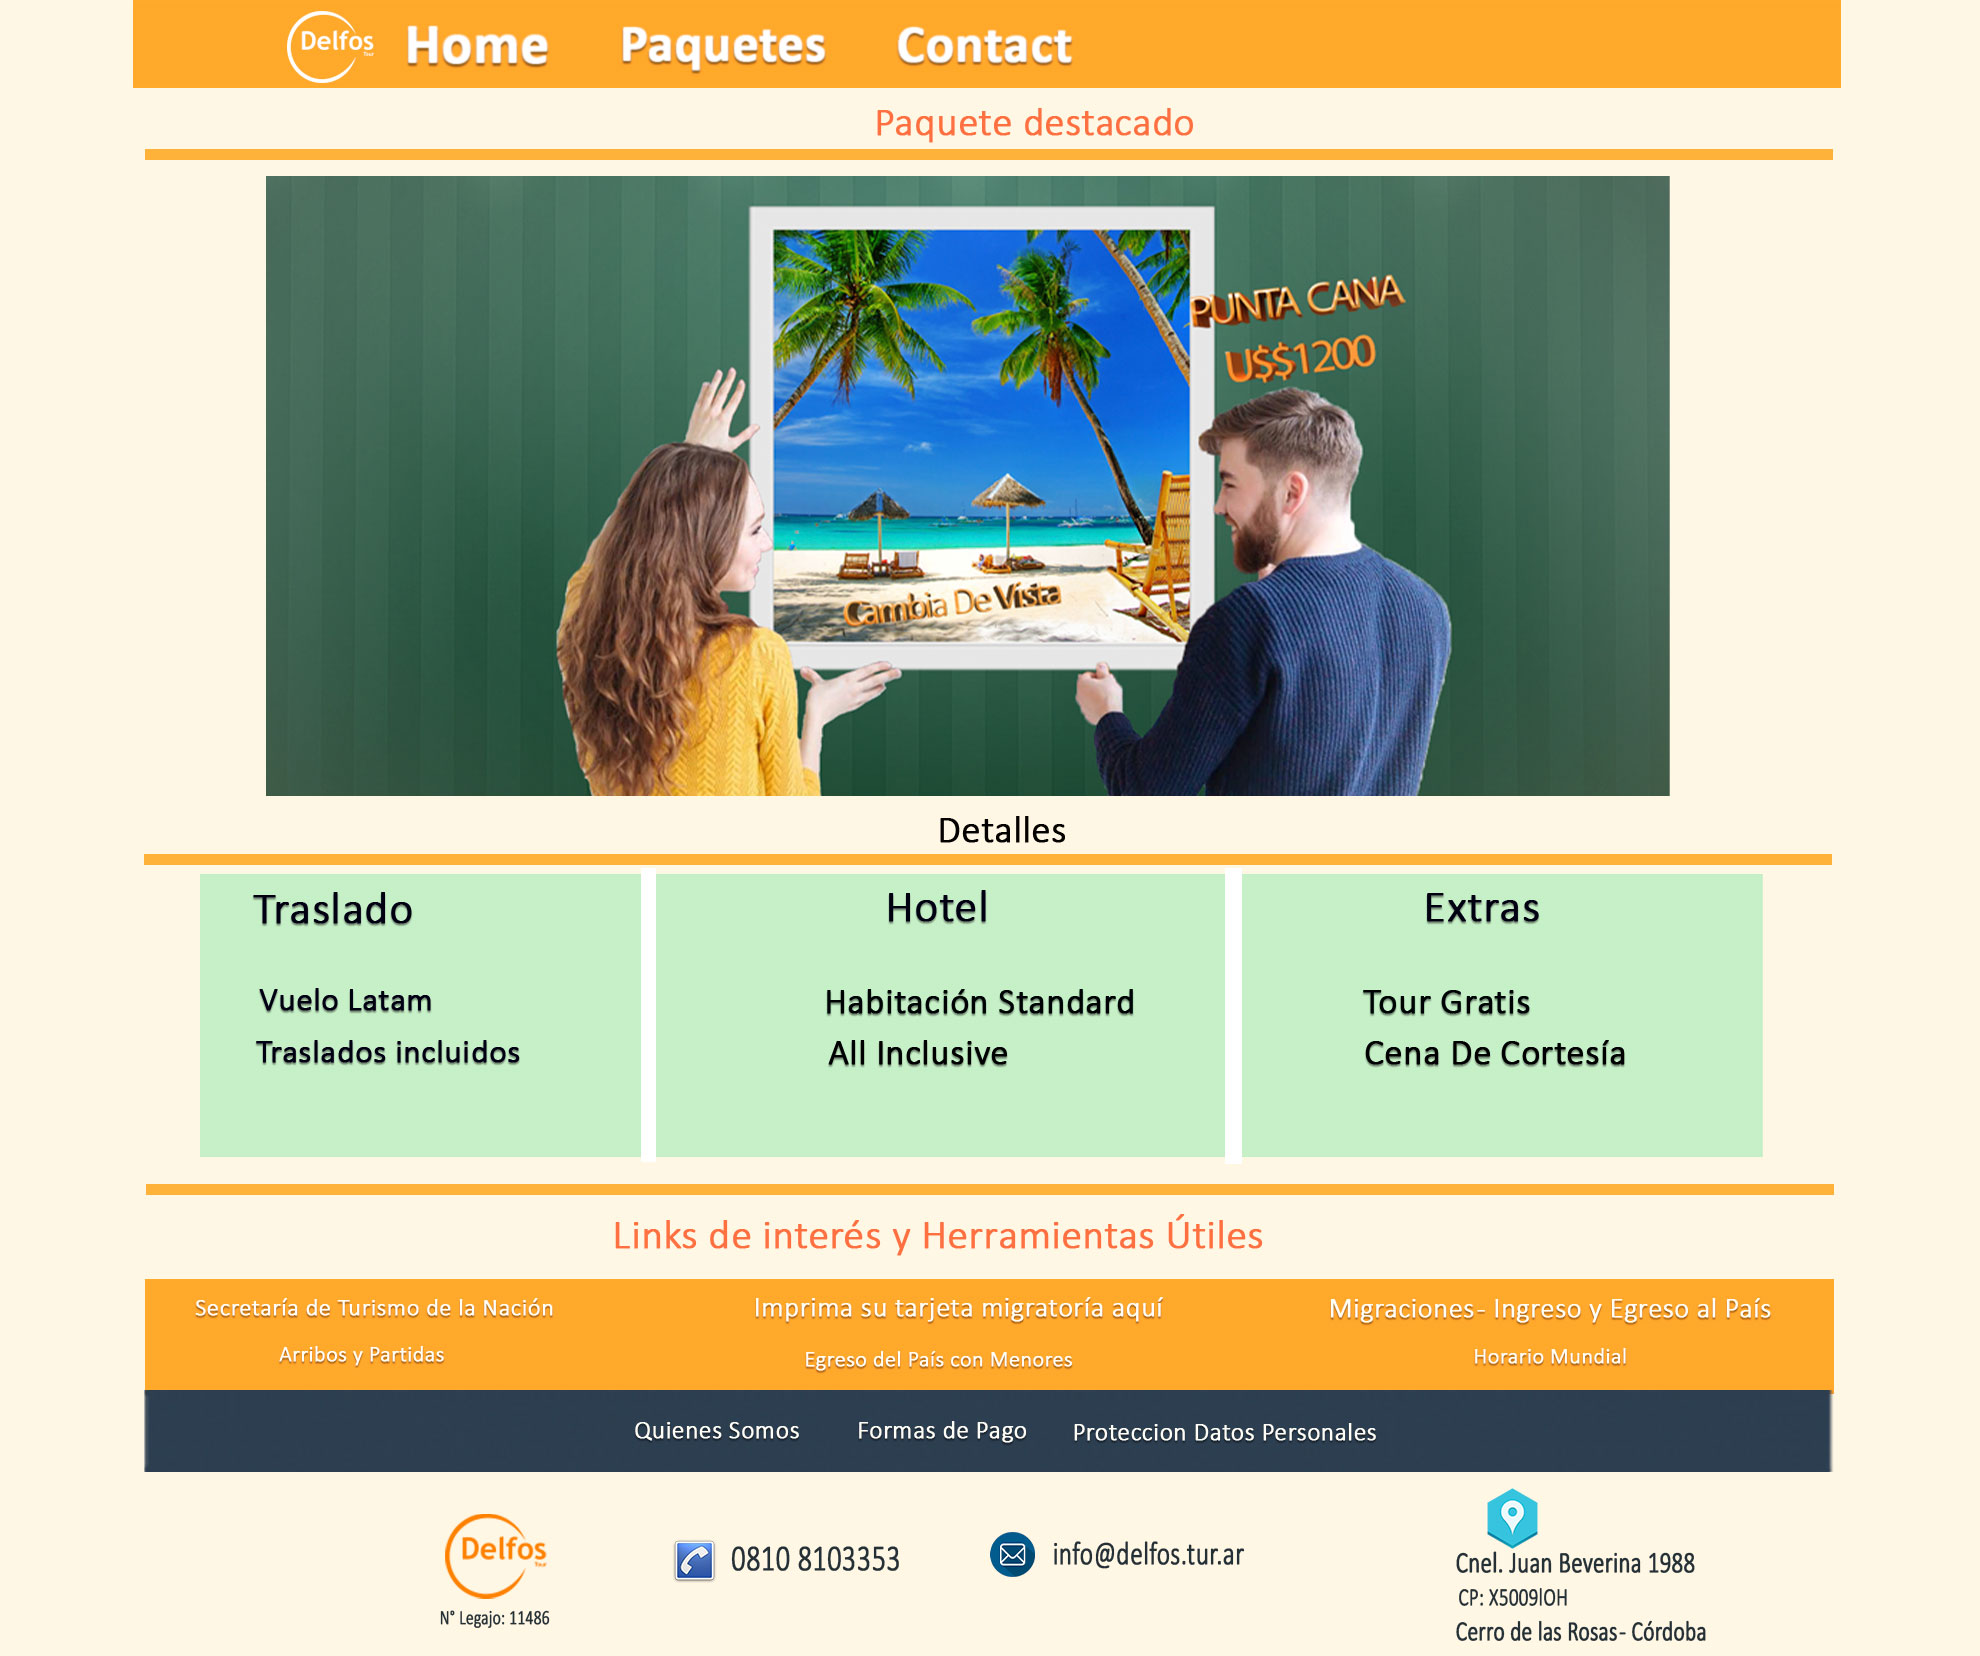 Delfos
Tour
Home Paquetes Contact
Paquete destacado
PUNTA CANA
U$$1200
Cambia De Vista
Detalles
Traslado
Vuelo Latam
Traslados incluidos
Hotel
Habitación Standard
All Inclusive
Extras
Tour Gratis
Cena De Cortesía
Links de interés y Herramientas Útiles
Secretaría de Turismo de la Nación
Arribos y Partidas
Imprima su tarjeta migratoría aquí
Egreso del País con Menores
Migraciones- Ingreso y Egreso al País
Horario Mundial
Quienes Somos Formas de Pago Proteccion Datos Personales
Delfos
Tour
N° Legajo: 11486
0810 8103353
info@delfos.tur.ar
Cnel. Juan Beverina 1988
CP: X5009lOH
Cerro de las Rosas- Córdoba